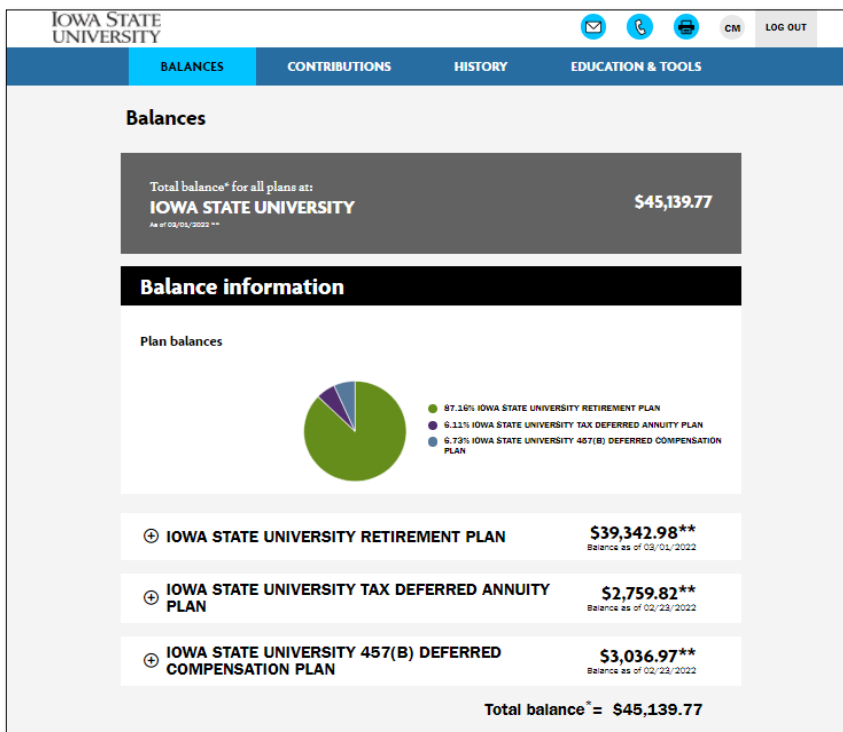 IOWA STATE
UNIVERSITY
CM
LOG OUT
BALANCES
CONTRIBUTIONS
HISTORY
EDUCATION & TOOLS
Balances
Total balance* for all plans at:
IOWA STATE UNIVERSITY
As of 03/01/2022 **
$45,139.77
Balance information
Plan balances
87.16% IOWA STATE UNIVERSITY RETIREMENT PLAN
6.11% IOWA STATE UNIVERSITY TAX DEFERRED ANNUITY PLAN
6.73% IOWA STATE UNIVERSITY 457(B) DEFERRED COMPENSATION
PLAN
IOWA STATE UNIVERSITY RETIREMENT PLAN
$39,342.98**
Balance as of 03/01/2022
IOWA STATE UNIVERSITY TAX DEFERRED ANNUITY
PLAN
$2,759.82**
Balance as of 02/23/2022
IOWA STATE UNIVERSITY 457(B) DEFERRED
COMPENSATION PLAN
$3,036.97**
Balance as of 02/23/2022
Total balance*= $45,139.77